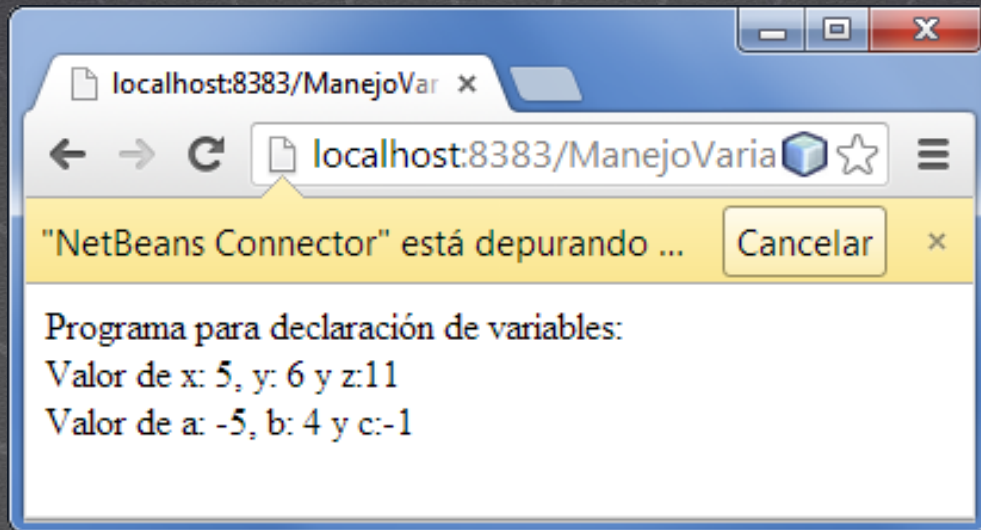 localhost:8383/ManejoVar
localhost:8383/ManejoVaria
"NetBeans Connector" está depurando ... Cancelar
Programa para declaración de variables:
Valor de x: 5, y: 6 y z:11
Valor de a: -5, b: 4 y c:-1